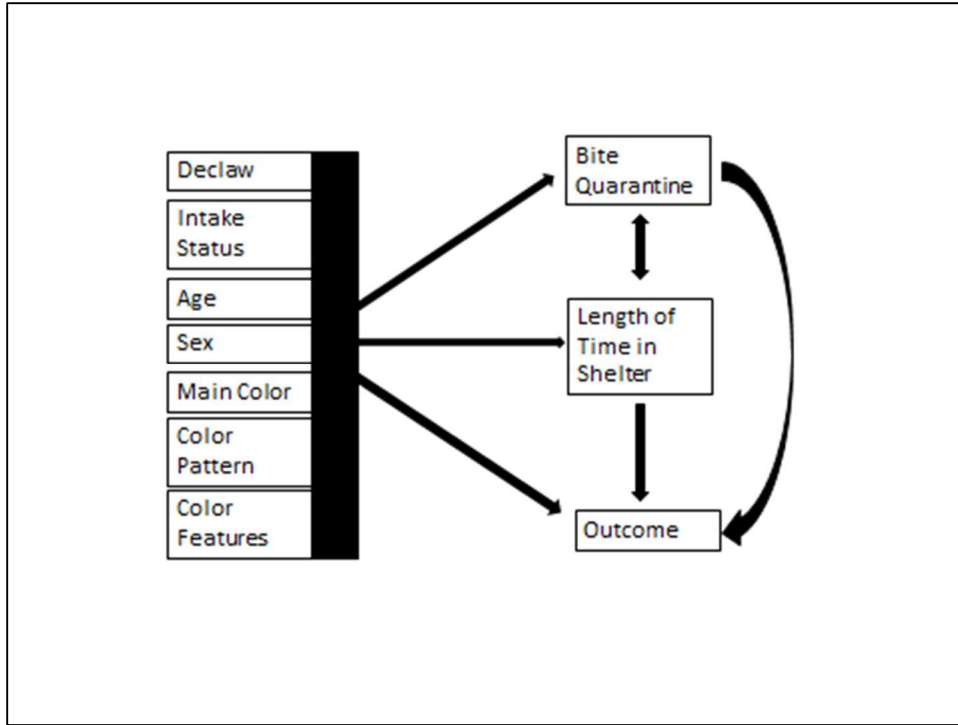 Declaw
Intake
Status
Age
Sex
Main Color
Color
Pattern
Color
Features
Bite
Quarantine
Length of
Time in
Shelter
Outcome